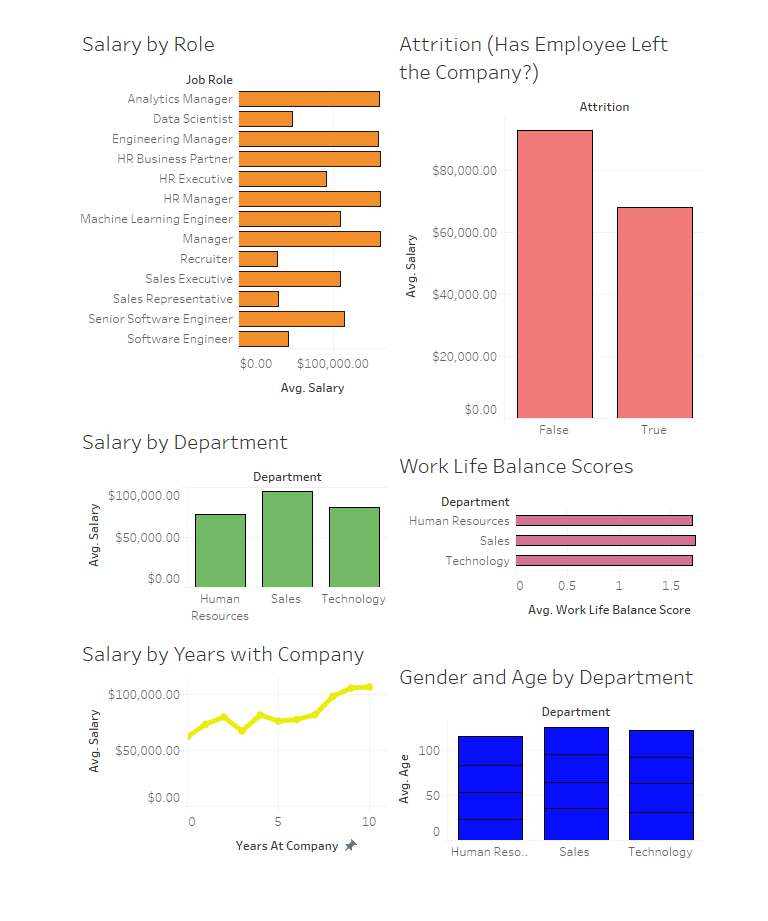 Salary by Role
Job Role
Analytics Manager
Data Scientist
Engineering Manager
HR Business Partner
HR Executive
HR Manager
Machine Learning Engineer
Manager
Recruiter
Sales Executive
Sales Representative
Senior Software Engineer
Software Engineer
$0.00 $100,000.00
Avg. Salary
Attrition (Has Employee Left
the Company?)
Attrition
Avg. Salary
$80,000.00
$60,000.00
$40,000.00
$20,000.00
$0.00
False True
Salary by Department
Department
Avg. Salary
$100,000.00
$50,000.00
$0.00
Human
Resources
Sales
Technology
Work Life Balance Scores
Department
Human Resources
Sales
Technology
0 0.5 1 1.5
Avg. Work Life Balance Score
Salary by Years with Company
Avg. Salary
$100,000.00
$50,000.00
$0.00
0 5 10
Years At Company
Gender and Age by Department
Department
Avg. Age
100
50
0
Human Reso.. Sales Technology